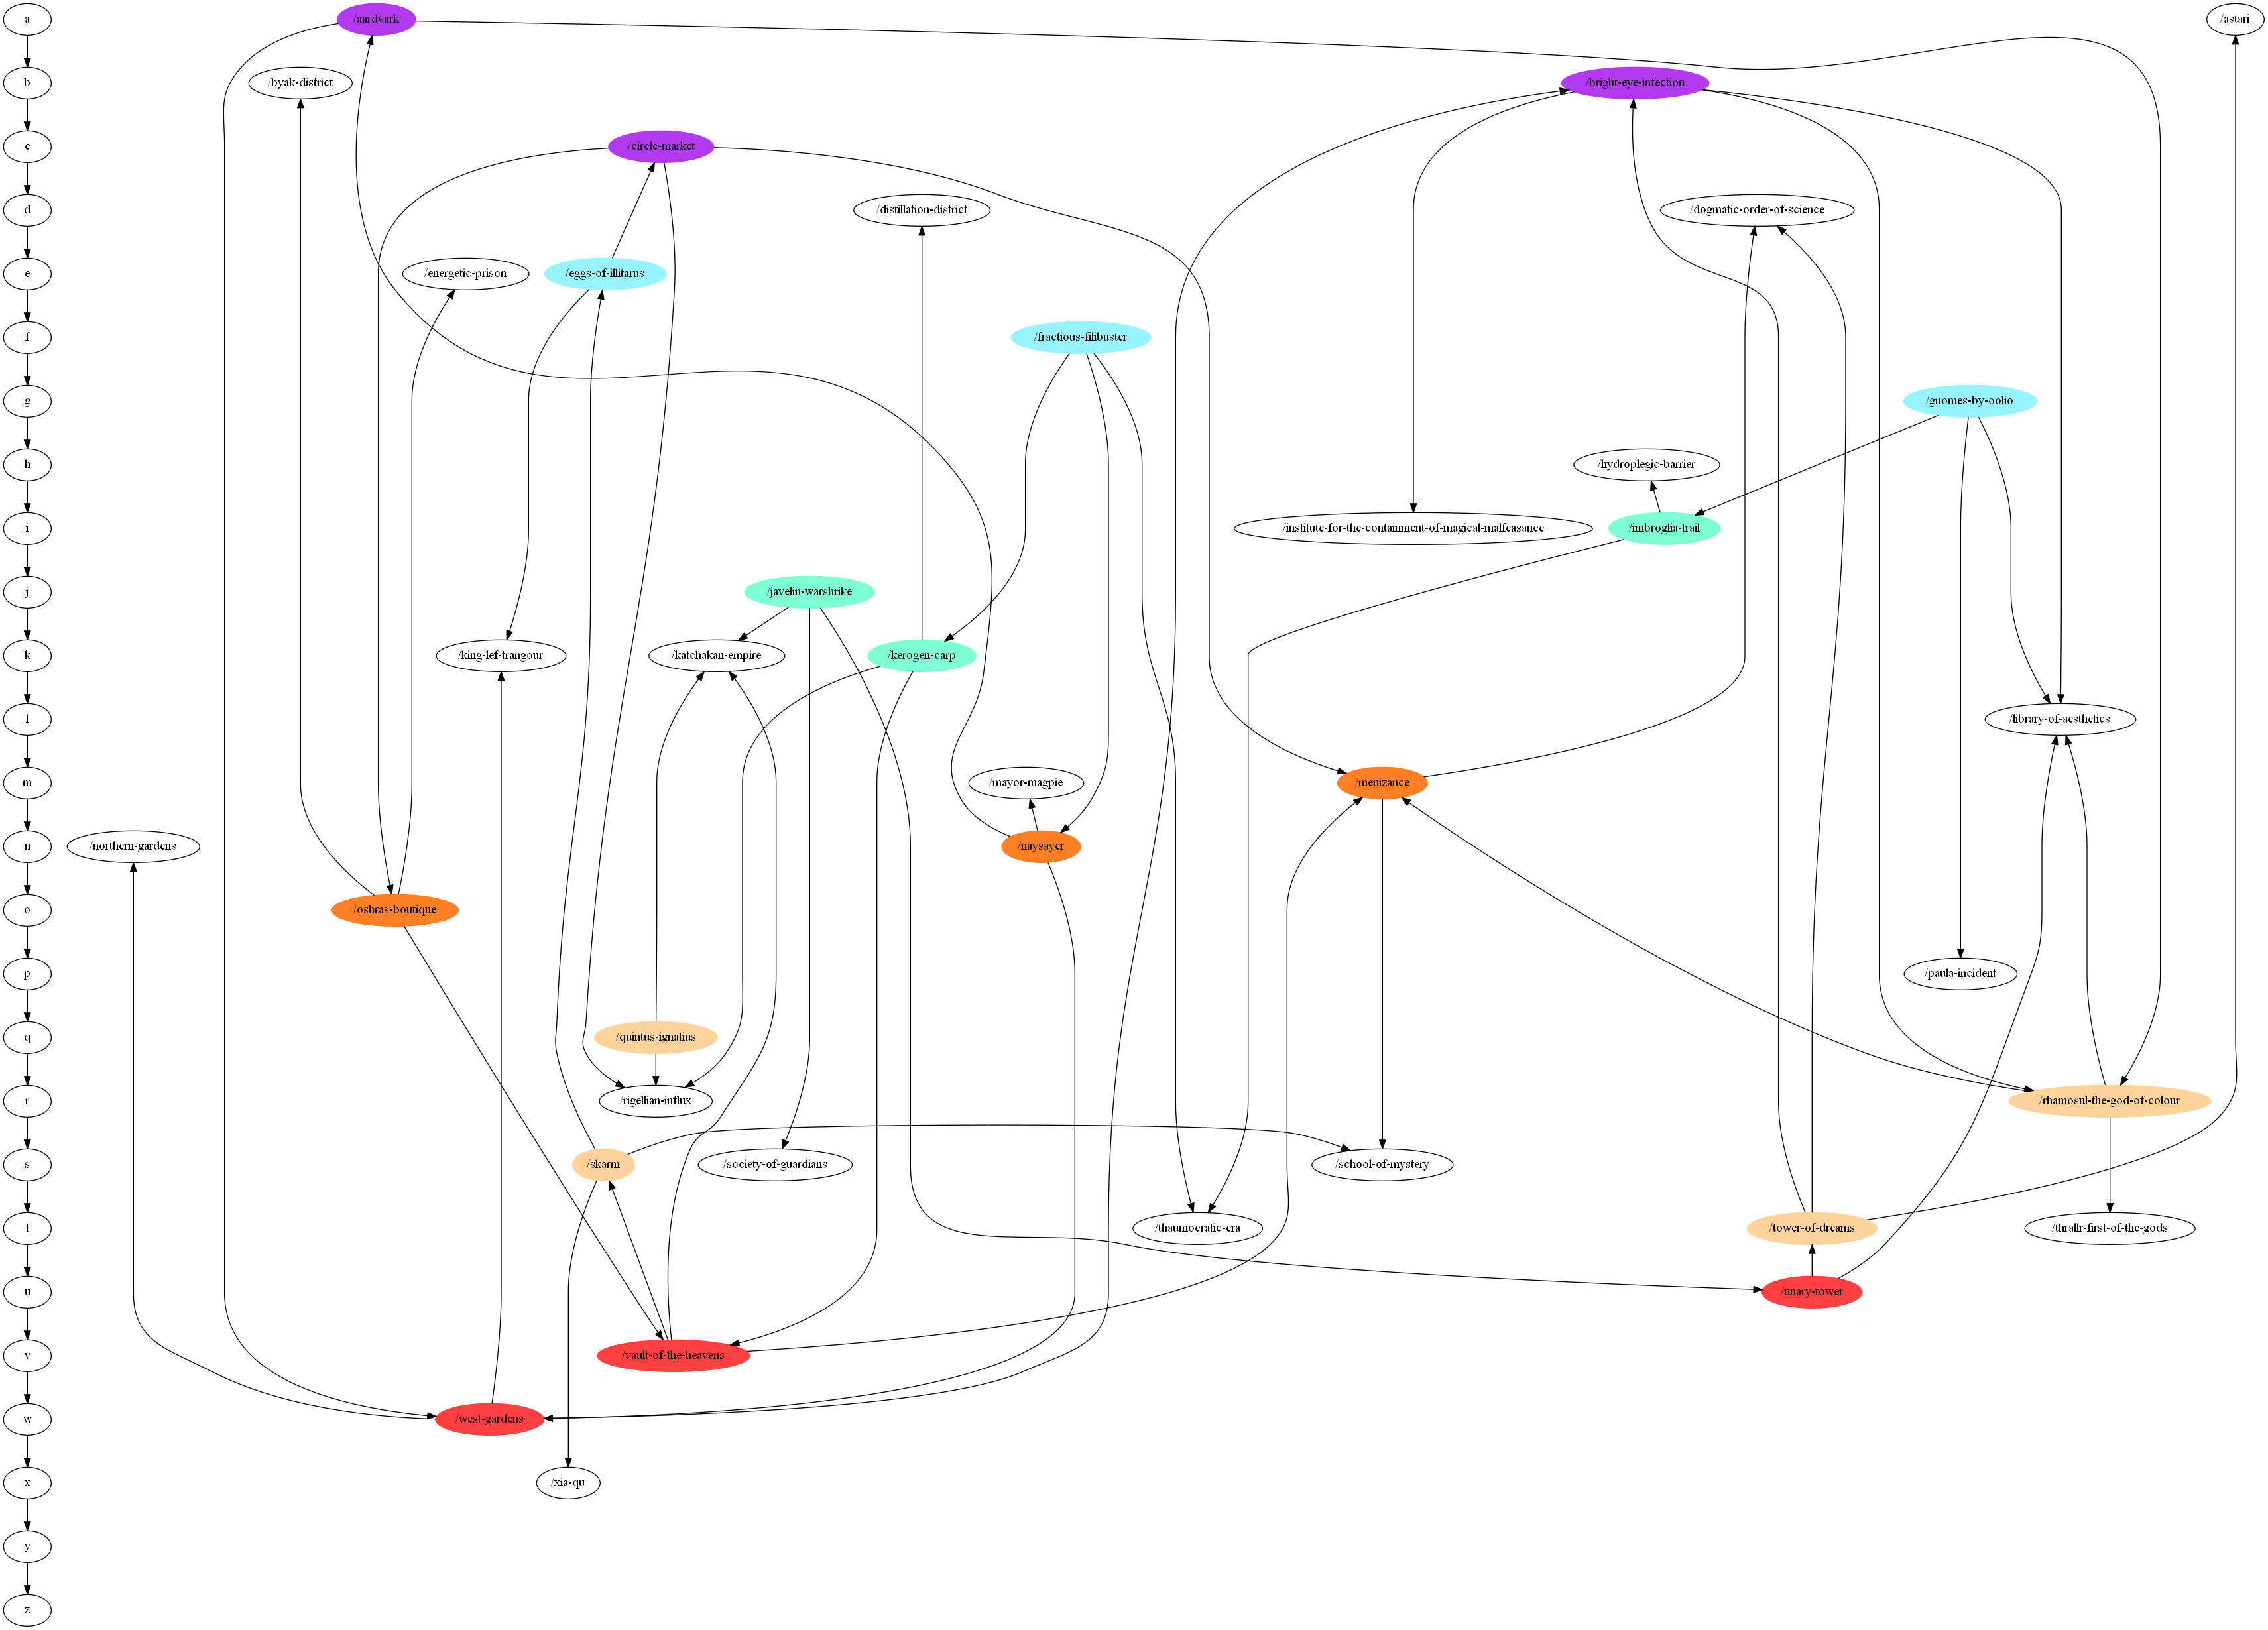 a
/aardvark
/astari
b
/byak-district
/bright-eye-infection
c
/circle-market
d
/distillation-district
/dogmatic-order-of-science
e
/energetic-prison
/eggs-of-illitarus
f
/fractious-filibuster
g
/gnomes-by-oolio
h
/hydroplegic-barrier
i
/institute-for-the-containment-of-magical-malfeasance
/imbroglia-trail
j
/javelin-warshrike
k
/king-lef-trangour
/katchakan-empire
/kerogen-carp
l
/library-of-aesthetics
m
/mayor-magpie
/menizance
n
/northern-gardens
/naysayer
o
/oshras-boutique
p
/paula-incident
q
/quintus-ignatius
r
/rigellian-influx
/rhamosul-the-god-of-colour
s
/skarm
/society-of-guardians
/school-of-mystery
t
/thaumocratic-era
/tower-of-dreams
/thrallr-first-of-the-gods
u
/unary-tower
v
/vault-of-the-heavens
w
/west-gardens
x
/xia-qu
y
z